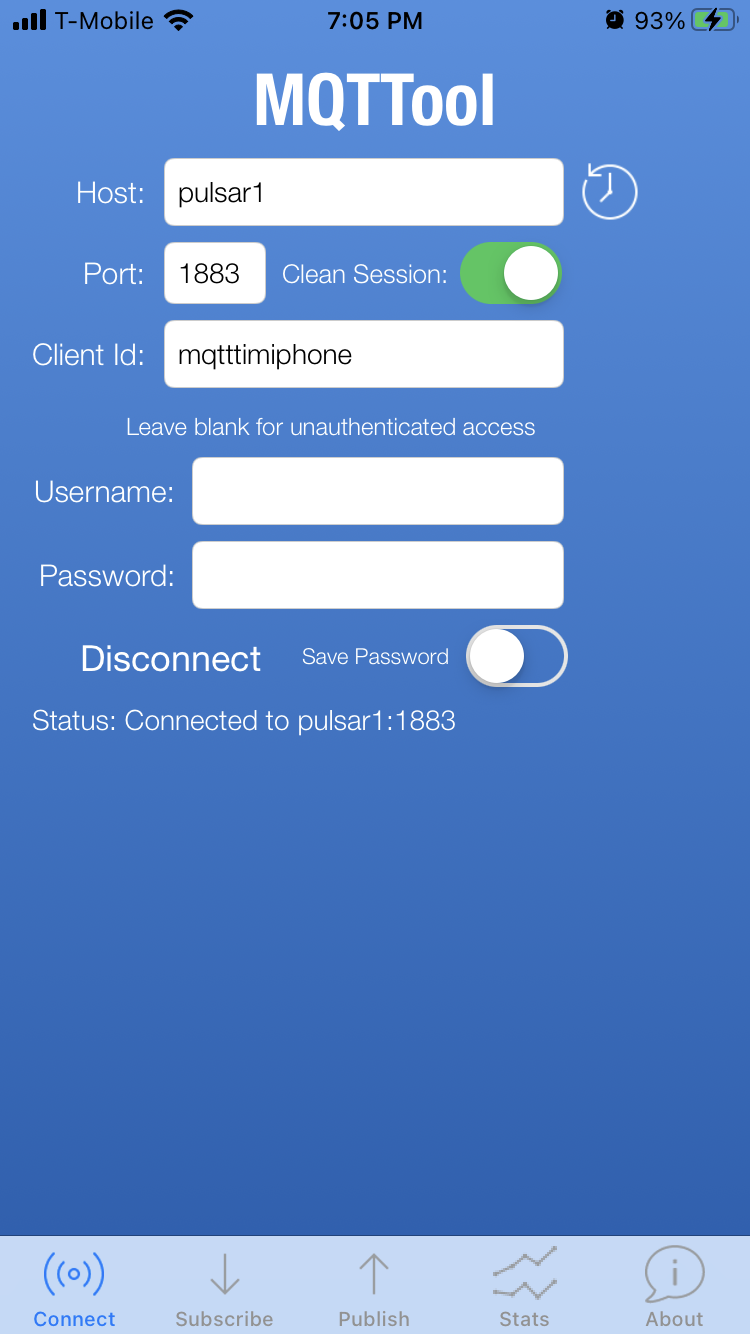 T-Mobile 7:05 PM 93%
MQTTool
Host: pulsar1
Port: 1883 Clean Session:
Client Id: mqtttimiphone
Leave blank for unauthenticated access
Username:
Password:
Disconnect Save Password
Status: Connected to pulsar1:1883
Connect Subscribe Publish Stats About